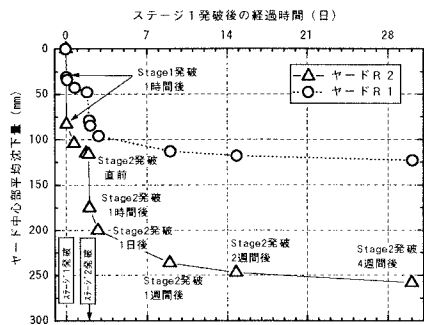 ステージ1発破後の経過時間（日）
0 7 14 21 28
ヤード中心部平均沈下量（mm）
0
50
100
150
200
250
300
△ ヤードR2
○ ヤードR1
Stage1発破
1時間後
Stage2発破
直前
Stage2発破
1時間後
Stage2発破
1日後
Stage2発破
1週間後
Stage2発破
2週間後
Stage2発破
4週間後
ステージ1発破
ステージ2発破